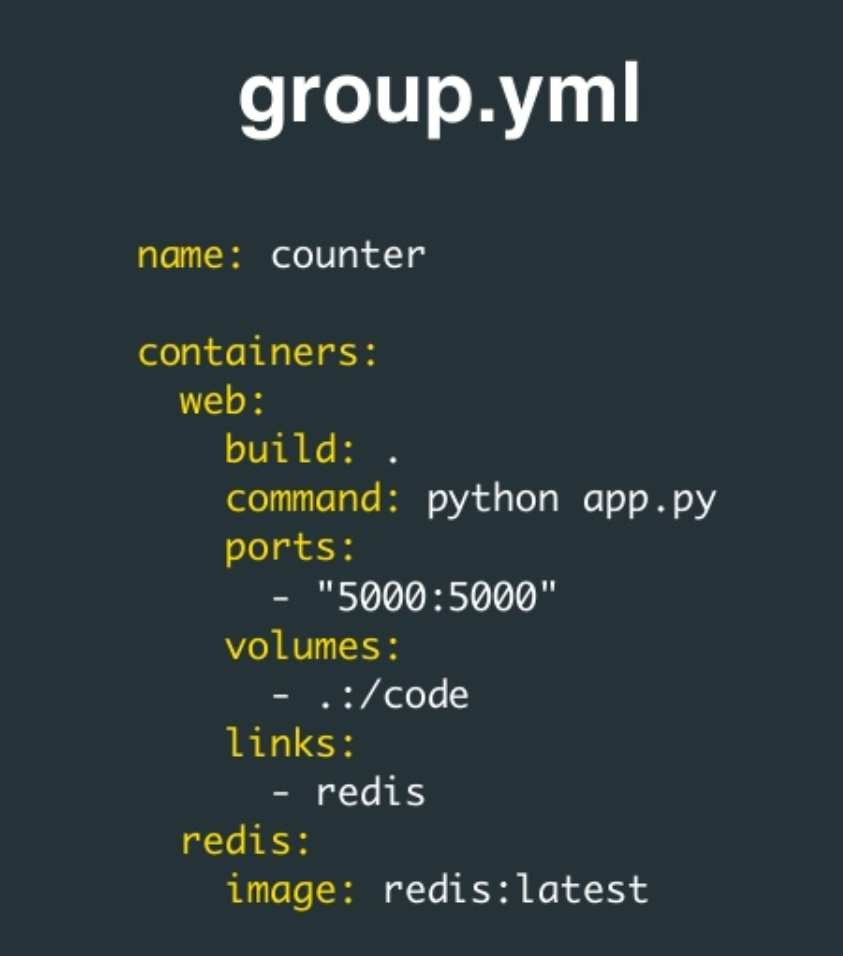 group.yml
name: counter
containers:
  web:
    build: .
    command: python app.py
    ports:
      - "5000:5000"
    volumes:
      - .:/code
    links:
      - redis
  redis:
    image: redis:latest